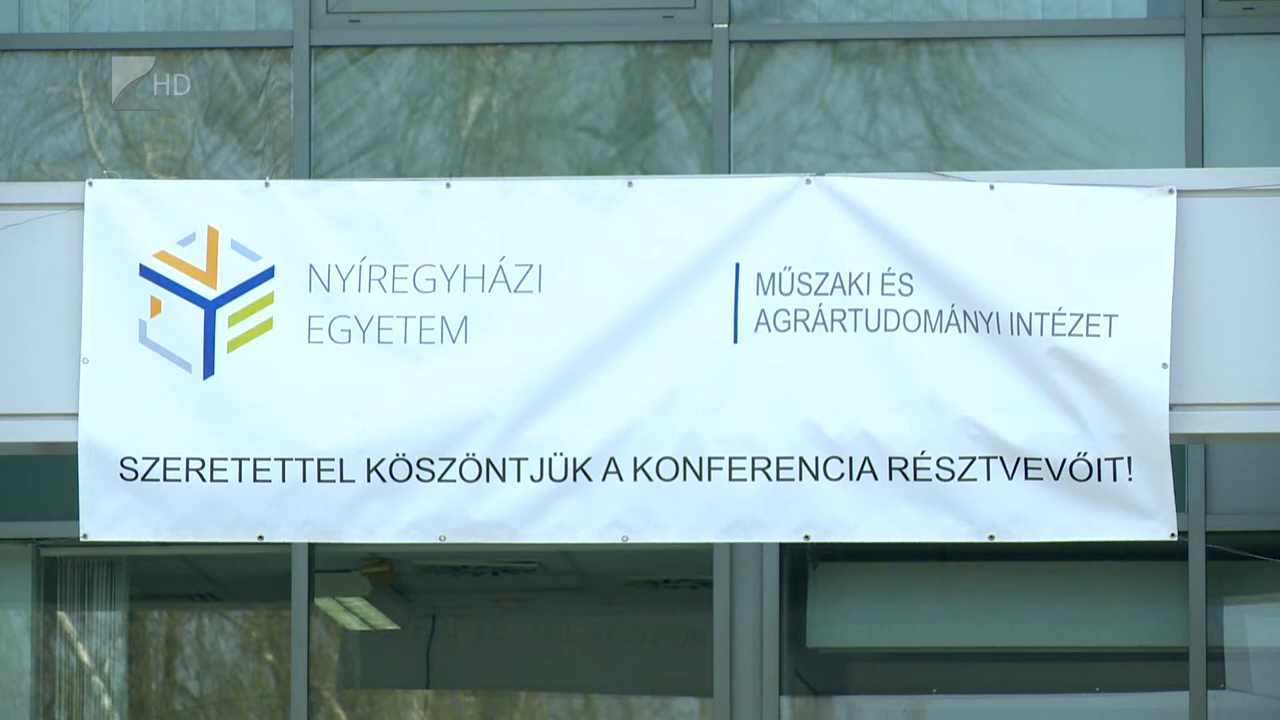 HD
NYÍREGYHÁZI
EGYETEM
MŰSZAKI ÉS
AGRÁRTUDOMÁNYI INTÉZET
SZERETETTEL KÖSZÖNTJÜK A KONFERENCIA RÉSZTVEVŐIT!